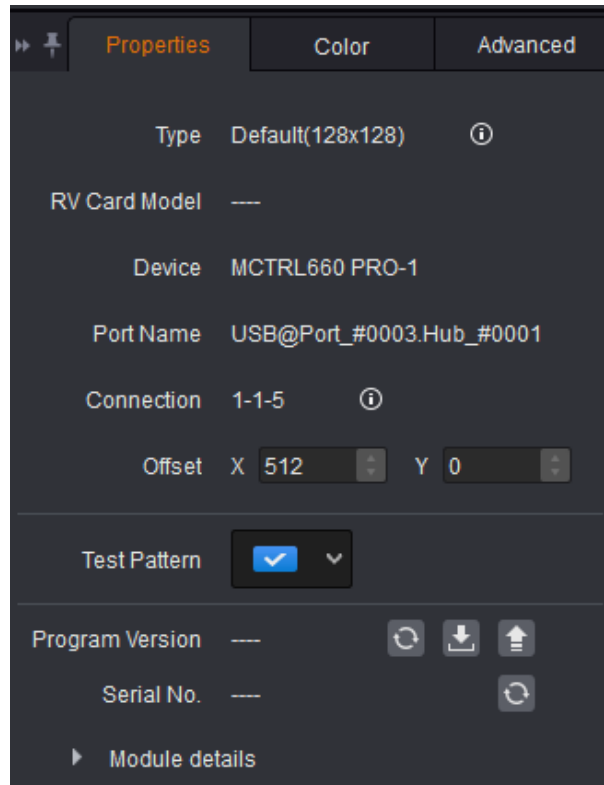 Properties Color Advanced
Type Default(128x128)
RV Card Model ----
Device MCTRL660 PRO-1
Port Name USB@Port_#0003.Hub_#0001
Connection 1-1-5
Offset X 512 Y 0
Test Pattern
Program Version ----
Serial No. ----
Module details